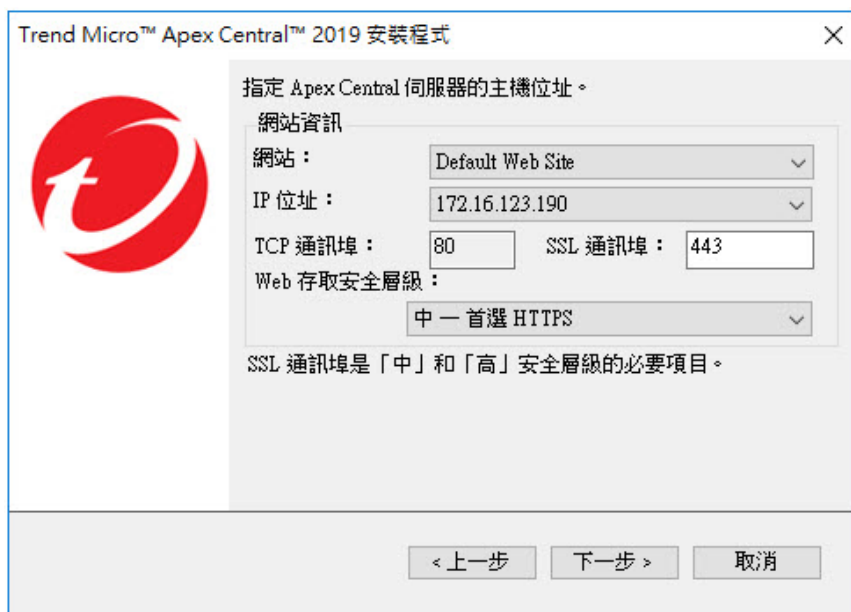 Trend Micro™ Apex Central™ 2019 安裝程式
指定 Apex Central 伺服器的主機位址。
網站資訊
網站： Default Web Site
IP 位址： 172.16.123.190
TCP 通訊埠： 80 SSL 通訊埠： 443
Web 存取安全層級：
中 — 首選 HTTPS
SSL 通訊埠是「中」和「高」安全層級的必要項目。
< 上一步 下一步 > 取消